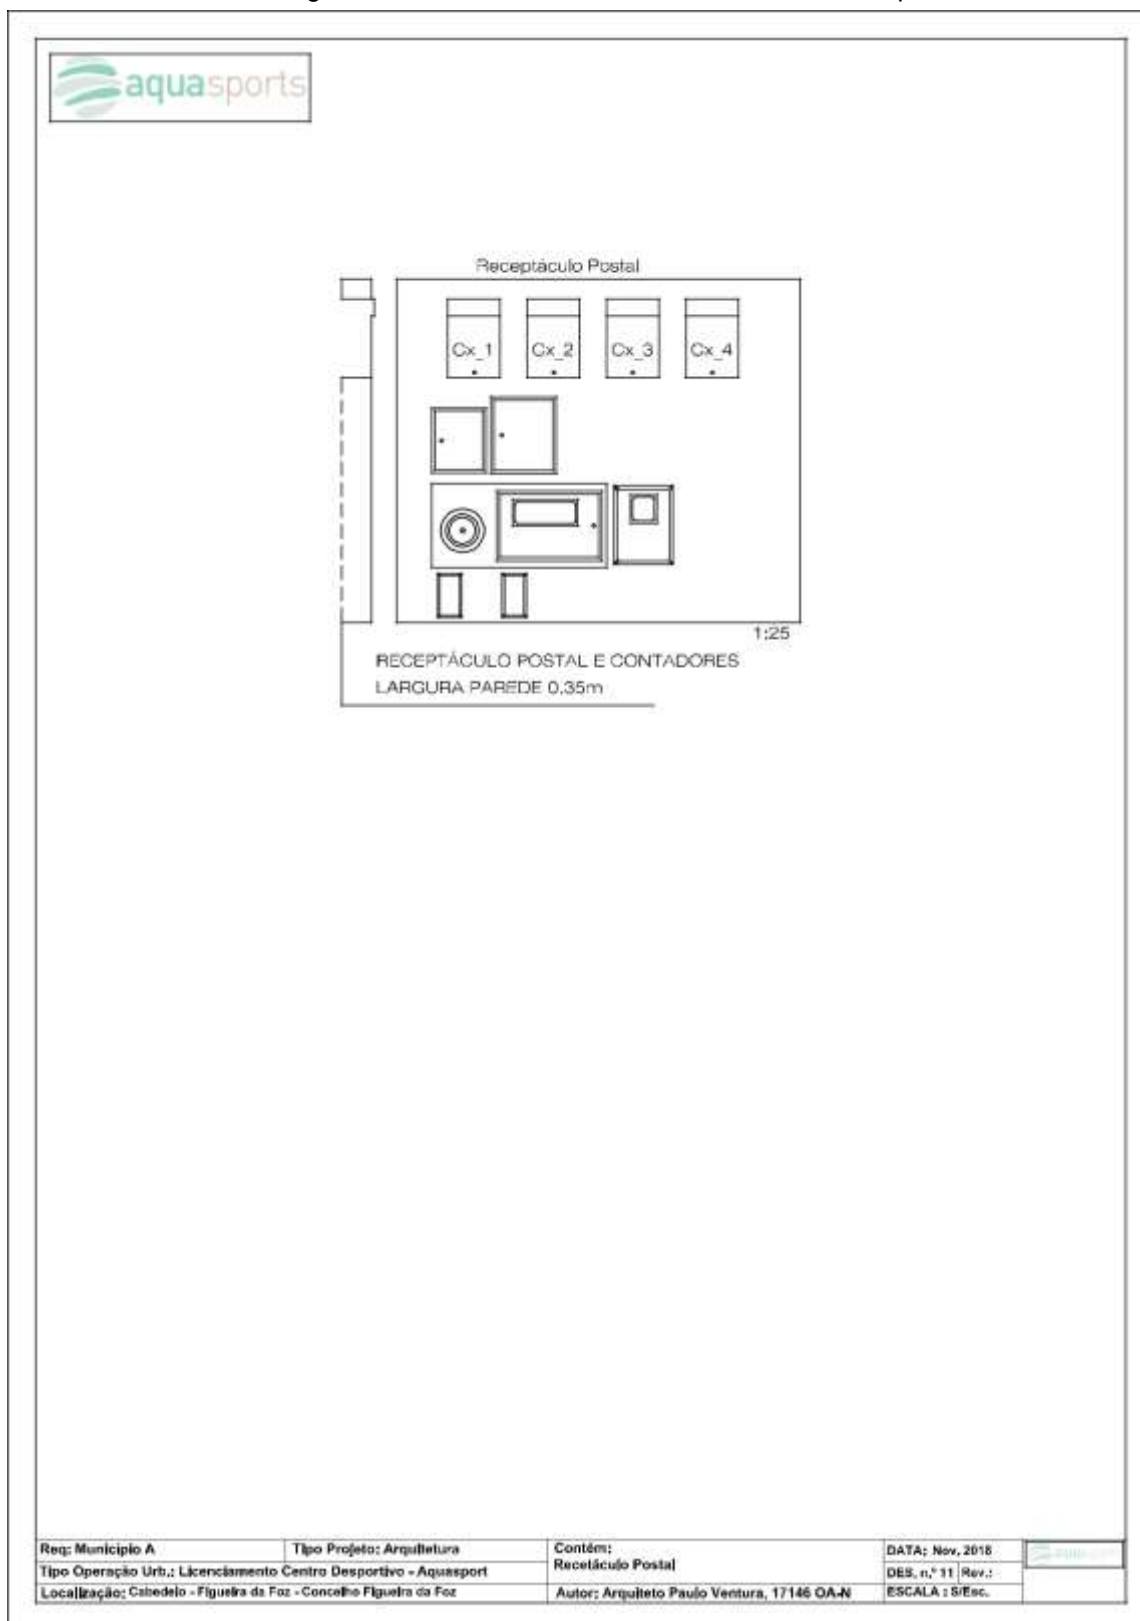 aquasports
Receptáculo Postal
Cx_1 Cx_2 Cx_3 Cx_4
1:25
RECEPTÁCULO POSTAL E CONTADORES
LARGURA PAREDE 0.35m
Req: Municipio A Tipo Projeto: Arquitetura Contém: DATA: Nov. 2018
Tipo Operação Urb.: Licenciamento Centro Desportivo - Aquasport Recetáculo Postal DES. n.º 11 Rev.:
Localização: Cabedelo - Figueira da Foz - Concelho Figueira da Foz Autor: Arquiteto Paulo Ventura, 17146 OA-N ESCALA : S/Esc.